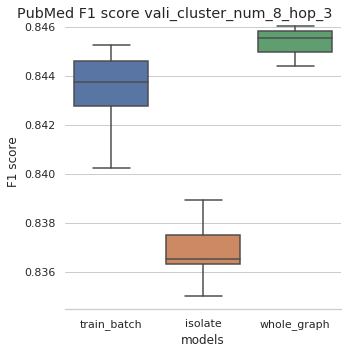 PubMed F1 score vali_cluster_num_8_hop_3
0.846
0.844
0.842
0.840
0.838
0.836
F1 score
train_batch
isolate
whole_graph
models